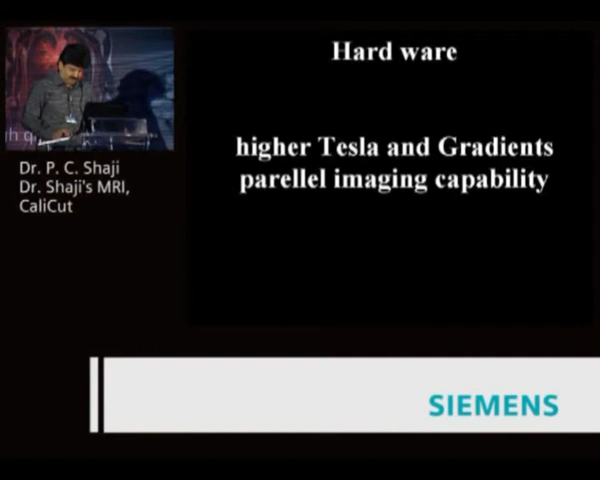 Hard ware
higher Tesla and Gradients
parellel imaging capability
Dr. P. C. Shaji
Dr. Shaji's MRI,
CaliCut
SIEMENS